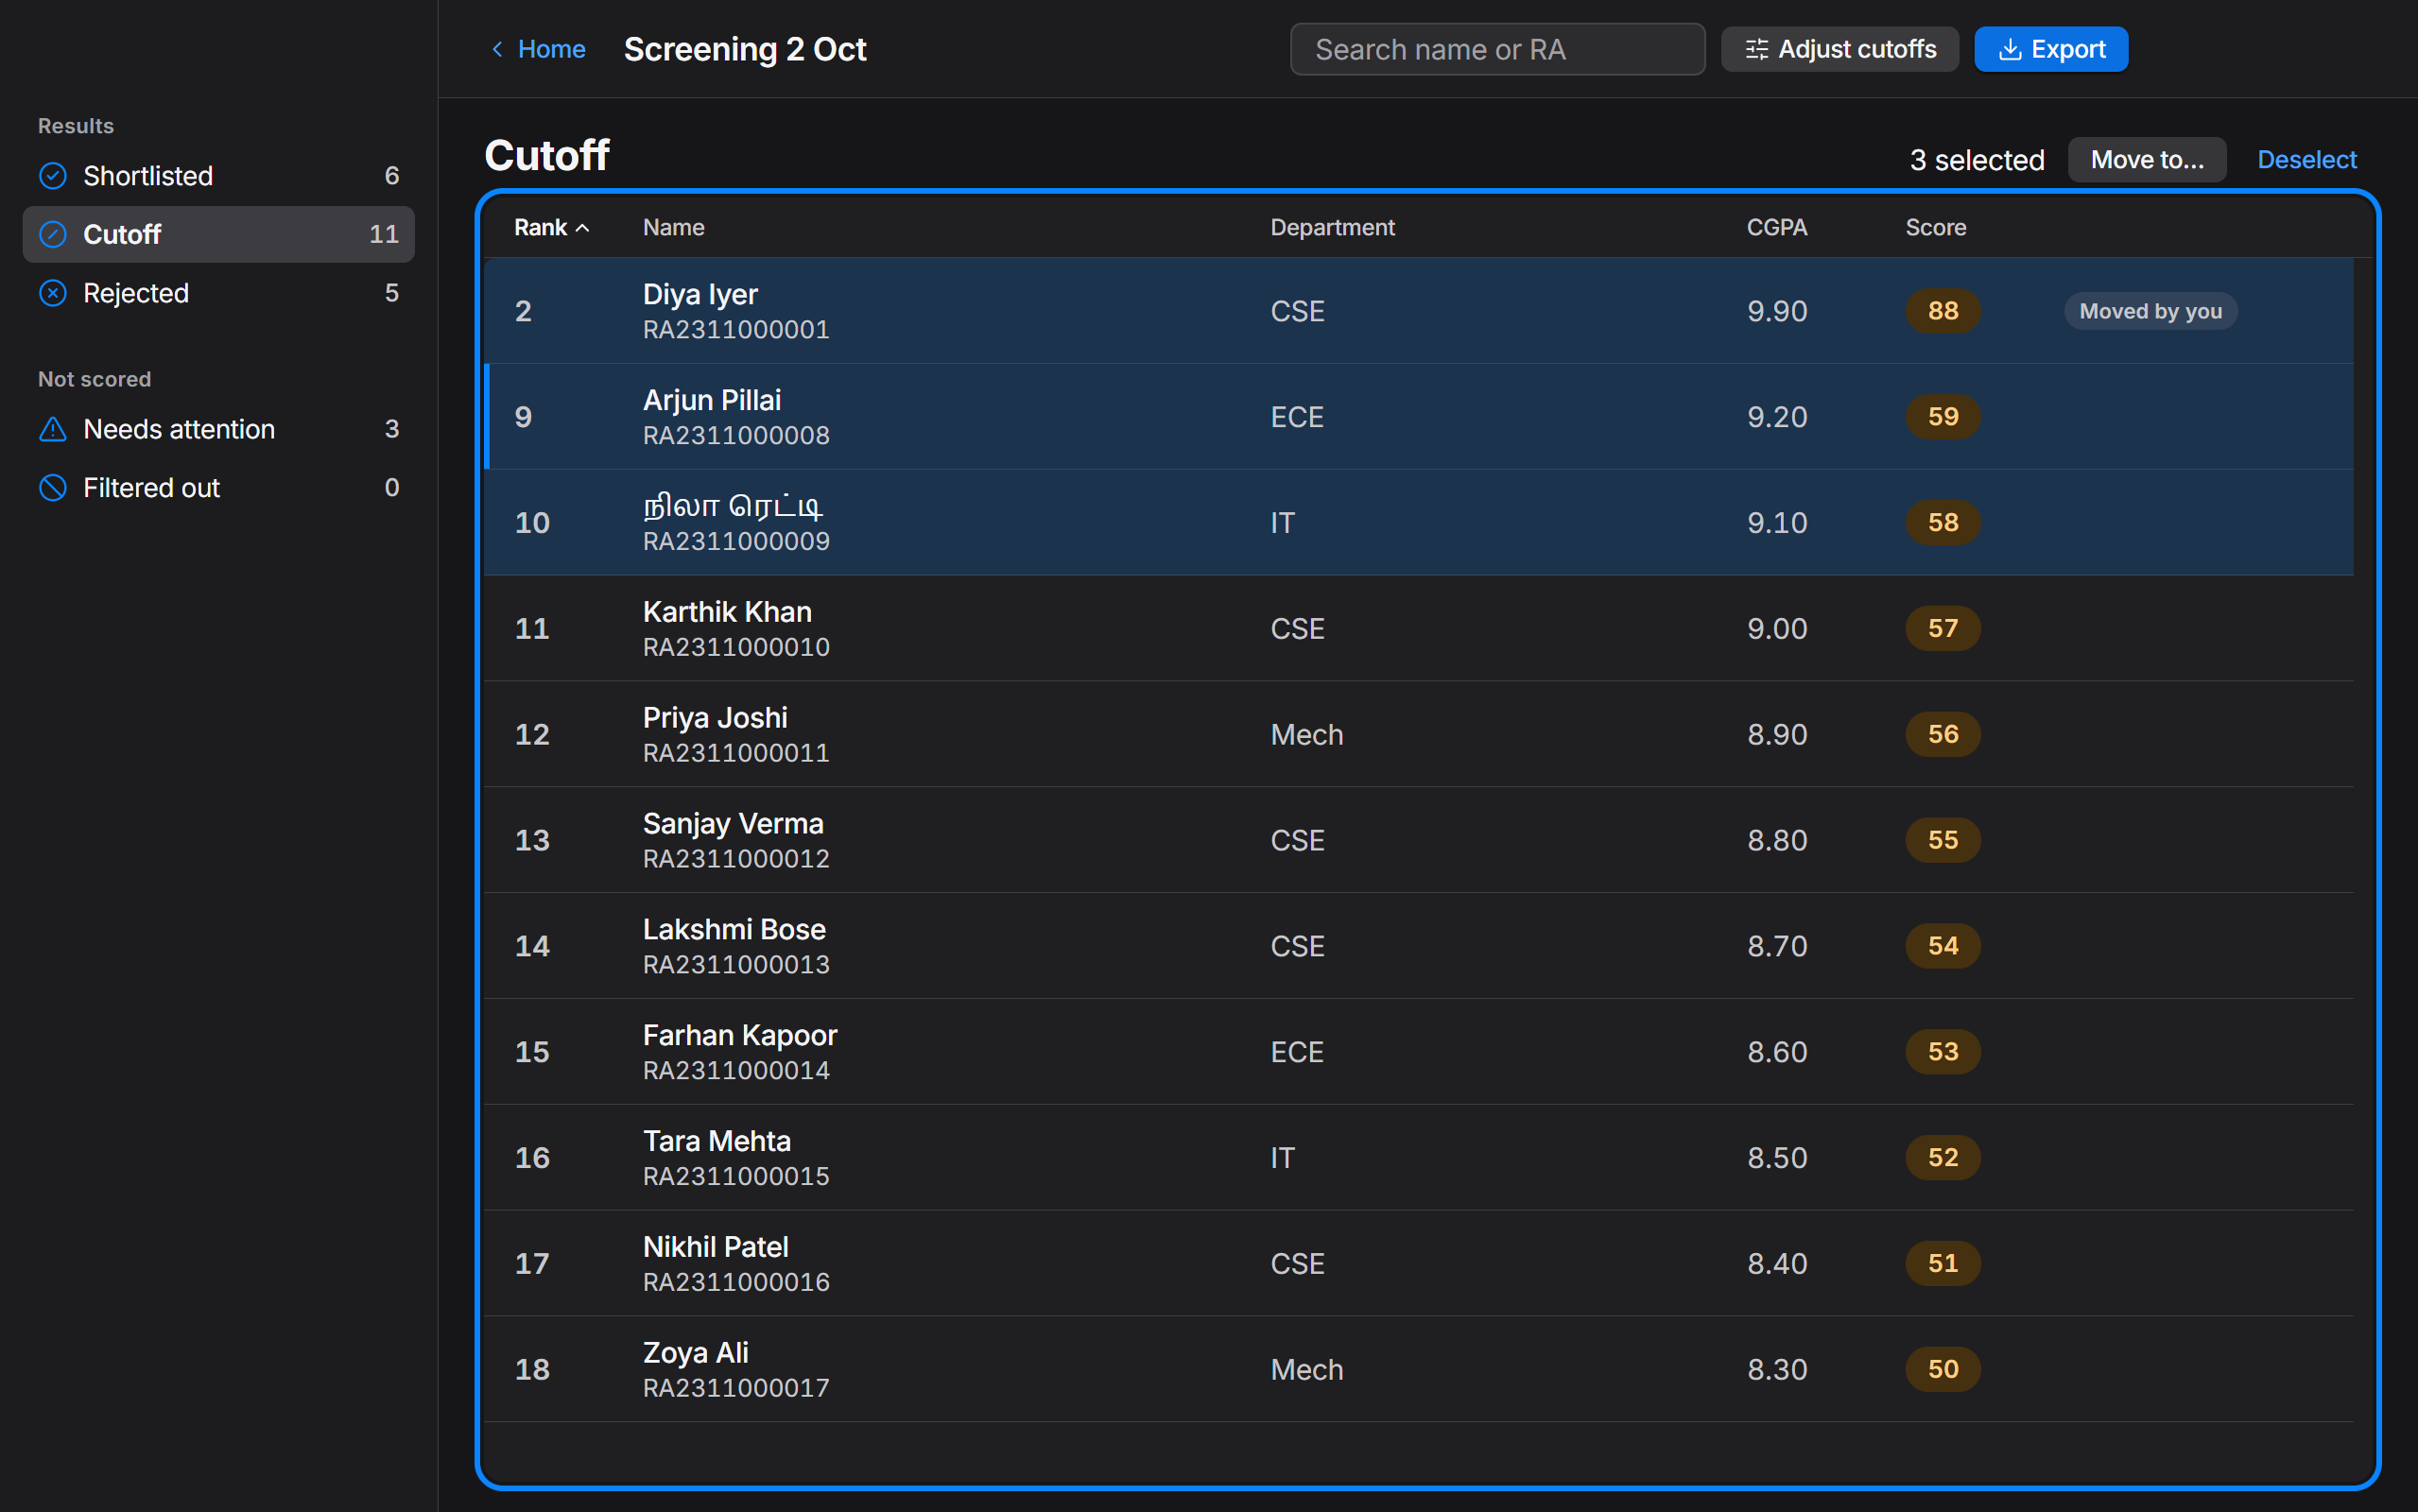 Home
Screening 2 Oct
Search name or RA
Adjust cutoffs
Export
Results
Shortlisted 6
Cutoff 11
Rejected 5
Not scored
Needs attention 3
Filtered out 0
Cutoff
3 selected
Move to...
Deselect
Rank Name Department CGPA Score
2 Diya Iyer CSE 9.90 88 Moved by you
RA2311000001
9 Arjun Pillai ECE 9.20 59
RA2311000008
10 நிலா ரெட்டி IT 9.10 58
RA2311000009
11 Karthik Khan CSE 9.00 57
RA2311000010
12 Priya Joshi Mech 8.90 56
RA2311000011
13 Sanjay Verma CSE 8.80 55
RA2311000012
14 Lakshmi Bose CSE 8.70 54
RA2311000013
15 Farhan Kapoor ECE 8.60 53
RA2311000014
16 Tara Mehta IT 8.50 52
RA2311000015
17 Nikhil Patel CSE 8.40 51
RA2311000016
18 Zoya Ali Mech 8.30 50
RA2311000017